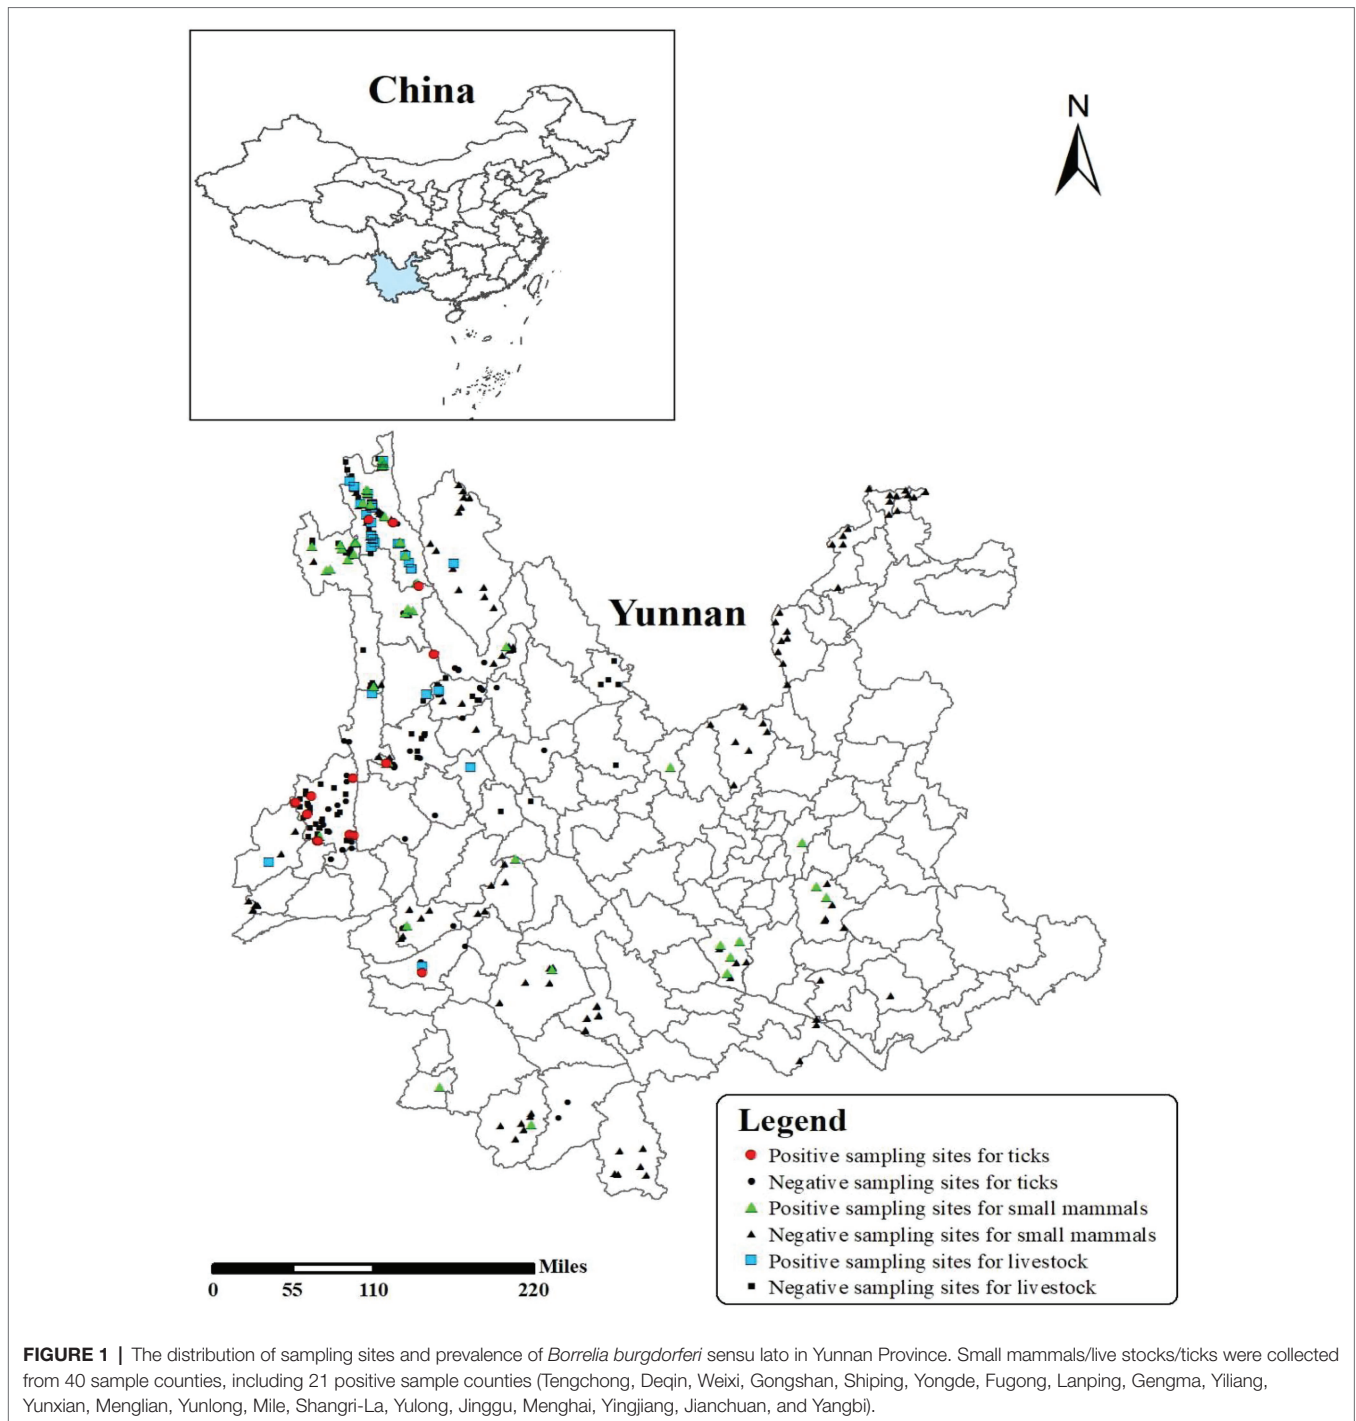 China
N
Yunnan
Legend
Positive sampling sites for ticks
Negative sampling sites for ticks
Positive sampling sites for small mammals
Negative sampling sites for small mammals
Positive sampling sites for livestock
Negative sampling sites for livestock
Miles
0 55 110 220
FIGURE 1 | The distribution of sampling sites and prevalence of Borrelia burgdorferi sensu lato in Yunnan Province. Small mammals/live stocks/ticks were collected
from 40 sample counties, including 21 positive sample counties (Tengchong, Deqin, Weixi, Gongshan, Shiping, Yongde, Fugong, Lanping, Gengma, Yiliang,
Yunxian, Menglian, Yunlong, Mile, Shangri-La, Yulong, Jinggu, Menghai, Yingjiang, Jianchuan, and Yangbi).